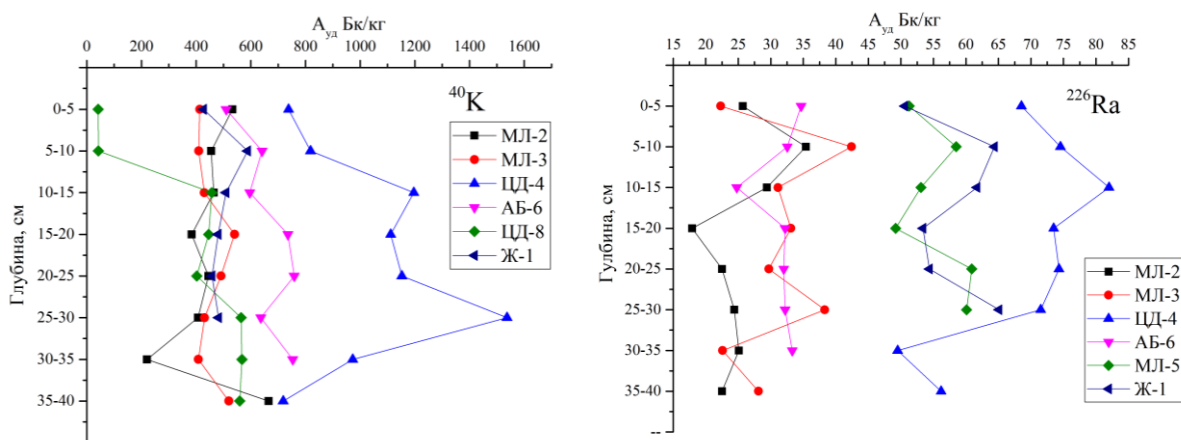 A уд Бк/кг
0 200 400 600 800 1000 1200 1400 1600
Глубина, см
0-5
5-10
10-15
15-20
20-25
25-30
30-35
35-40
40K
МЛ-2
МЛ-3
ЦД-4
АБ-6
ЦД-8
Ж-1
A уд Бк/кг
15 20 25 30 35 40 45 50 55 60 65 70 75 80 85
Гулбина, см
0-5
5-10
10-15
15-20
20-25
25-30
30-35
35-40
--
226Ra
МЛ-2
МЛ-3
ЦД-4
АБ-6
МЛ-5
Ж-1